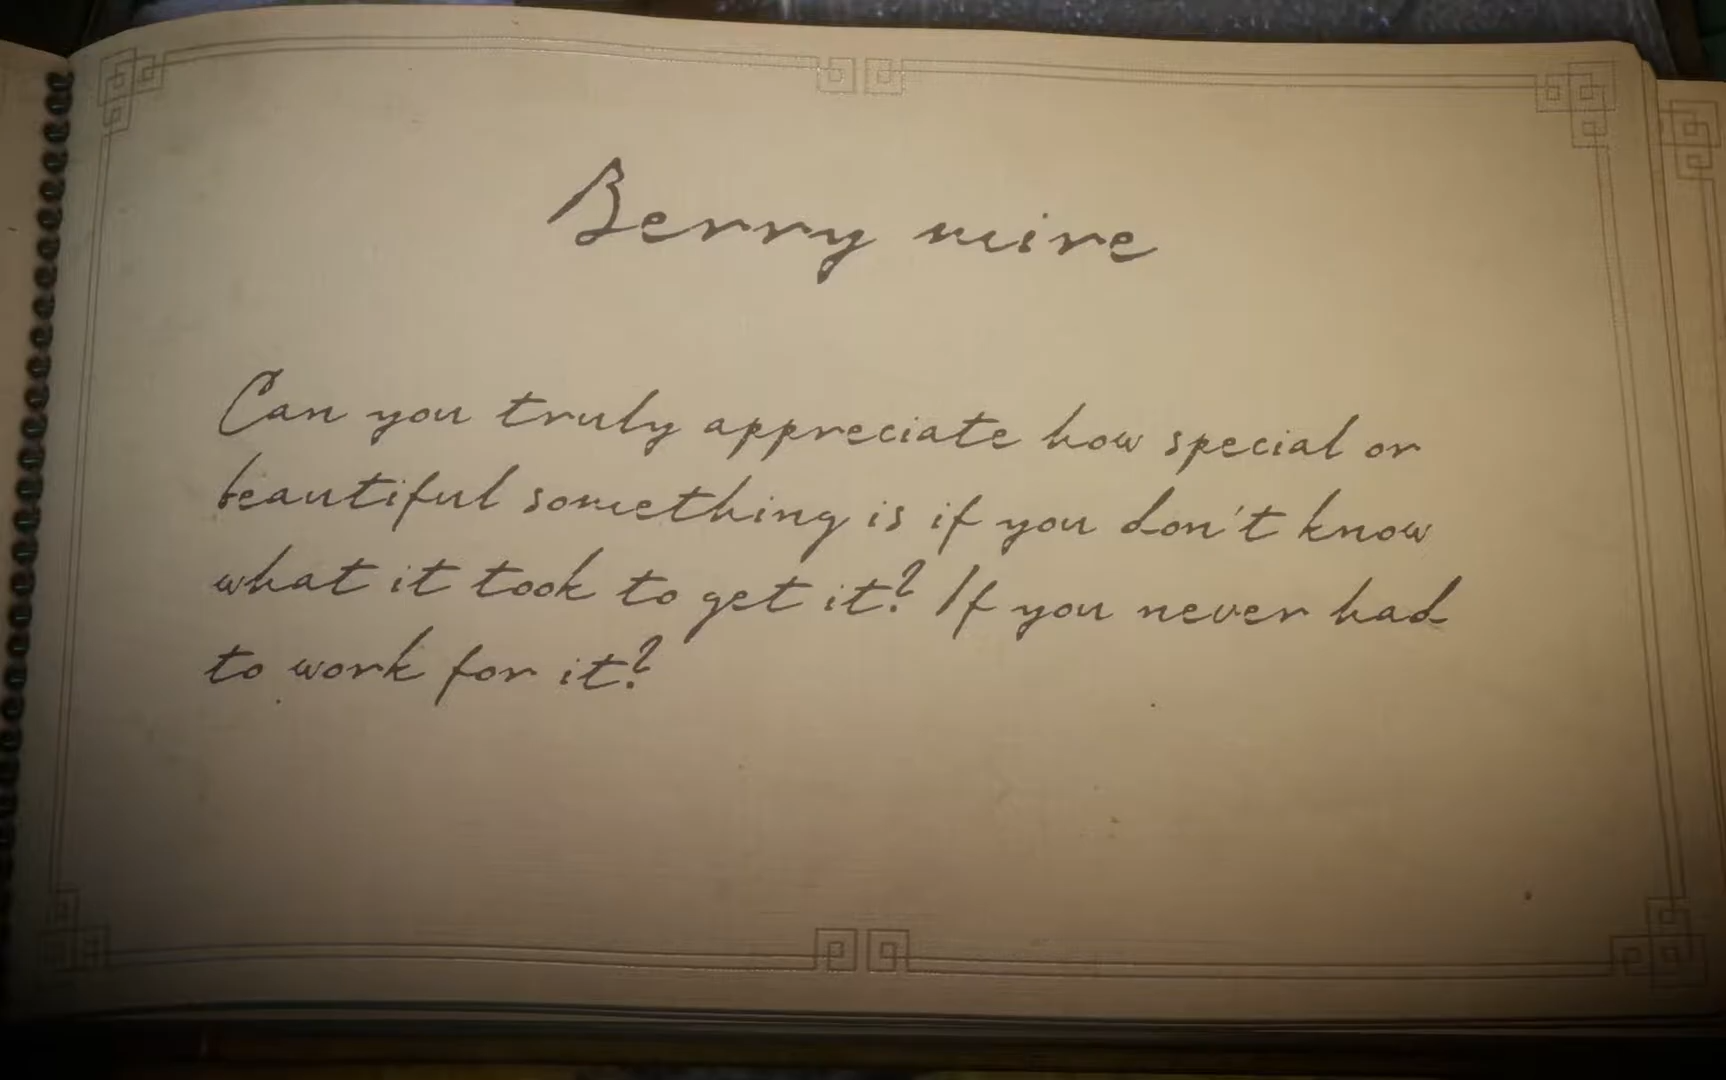 Berry mire
Can you truly appreciate how special or
beautiful something is if you don't know
what it took to get it? If you never had
to work for it?